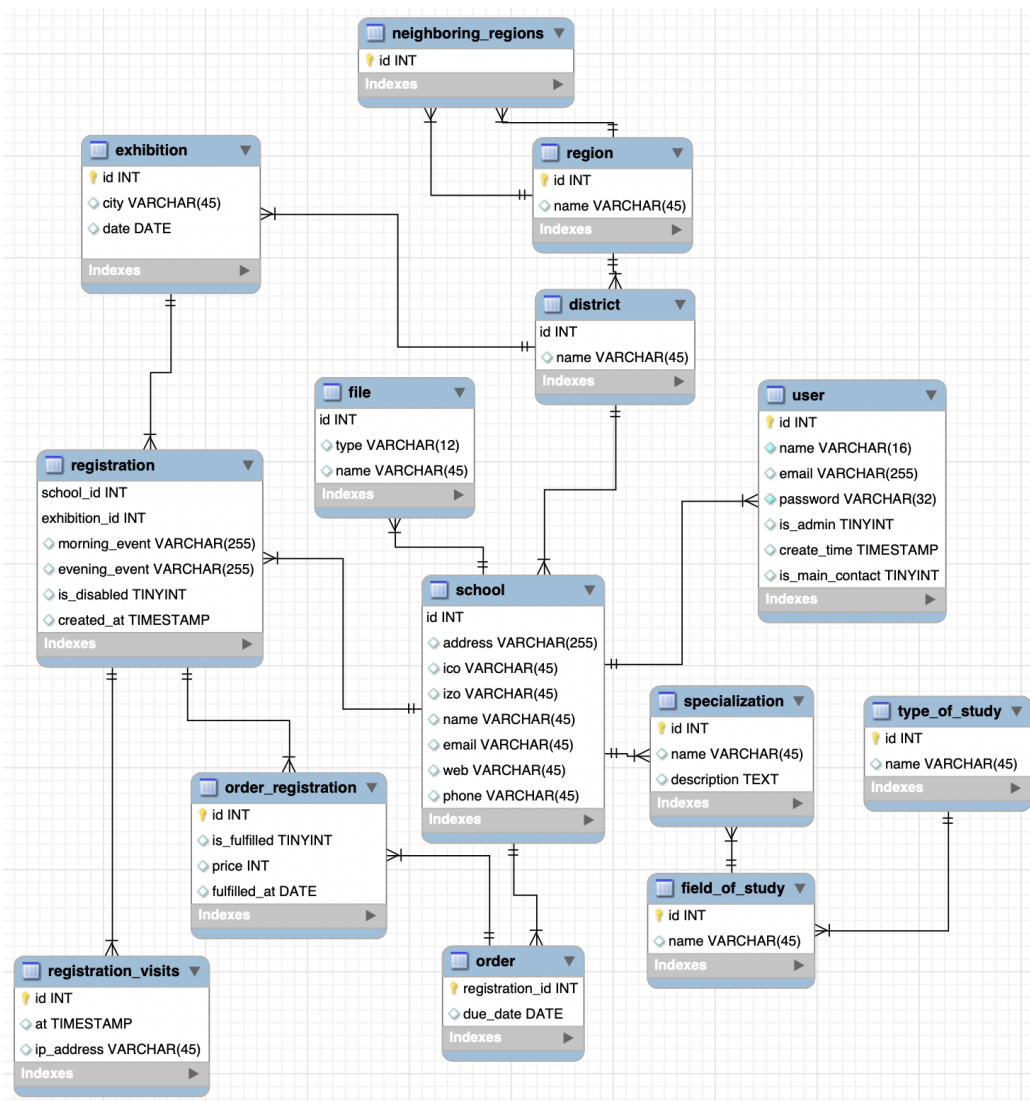 neighboring_regions
id INT
Indexes
exhibition
id INT
city VARCHAR(45)
date DATE
Indexes
region
id INT
name VARCHAR(45)
Indexes
district
id INT
name VARCHAR(45)
Indexes
file
id INT
type VARCHAR(12)
name VARCHAR(45)
Indexes
user
id INT
name VARCHAR(16)
email VARCHAR(255)
password VARCHAR(32)
is_admin TINYINT
create_time TIMESTAMP
is_main_contact TINYINT
Indexes
registration
school_id INT
exhibition_id INT
morning_event VARCHAR(255)
evening_event VARCHAR(255)
is_disabled TINYINT
created_at TIMESTAMP
Indexes
school
id INT
address VARCHAR(255)
ico VARCHAR(45)
izo VARCHAR(45)
name VARCHAR(45)
email VARCHAR(45)
web VARCHAR(45)
phone VARCHAR(45)
Indexes
specialization
id INT
name VARCHAR(45)
description TEXT
Indexes
type_of_study
id INT
name VARCHAR(45)
Indexes
order_registration
id INT
is_fulfilled TINYINT
price INT
fulfilled_at DATE
Indexes
field_of_study
id INT
name VARCHAR(45)
Indexes
registration_visits
id INT
at TIMESTAMP
ip_address VARCHAR(45)
Indexes
order
registration_id INT
due_date DATE
Indexes